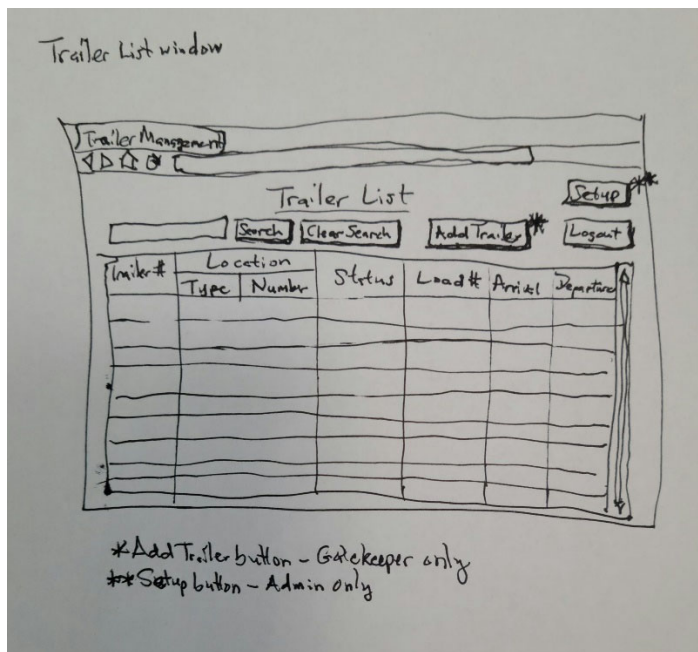 Trailer List window
Trailer Management
Trailer List
Setup **
Search Clear Search Add Trailer * Logout
Trailer # Location Status Load # Arrival Departure
Type Number
* Add Trailer button - Gatekeeper only
** Setup button - Admin only